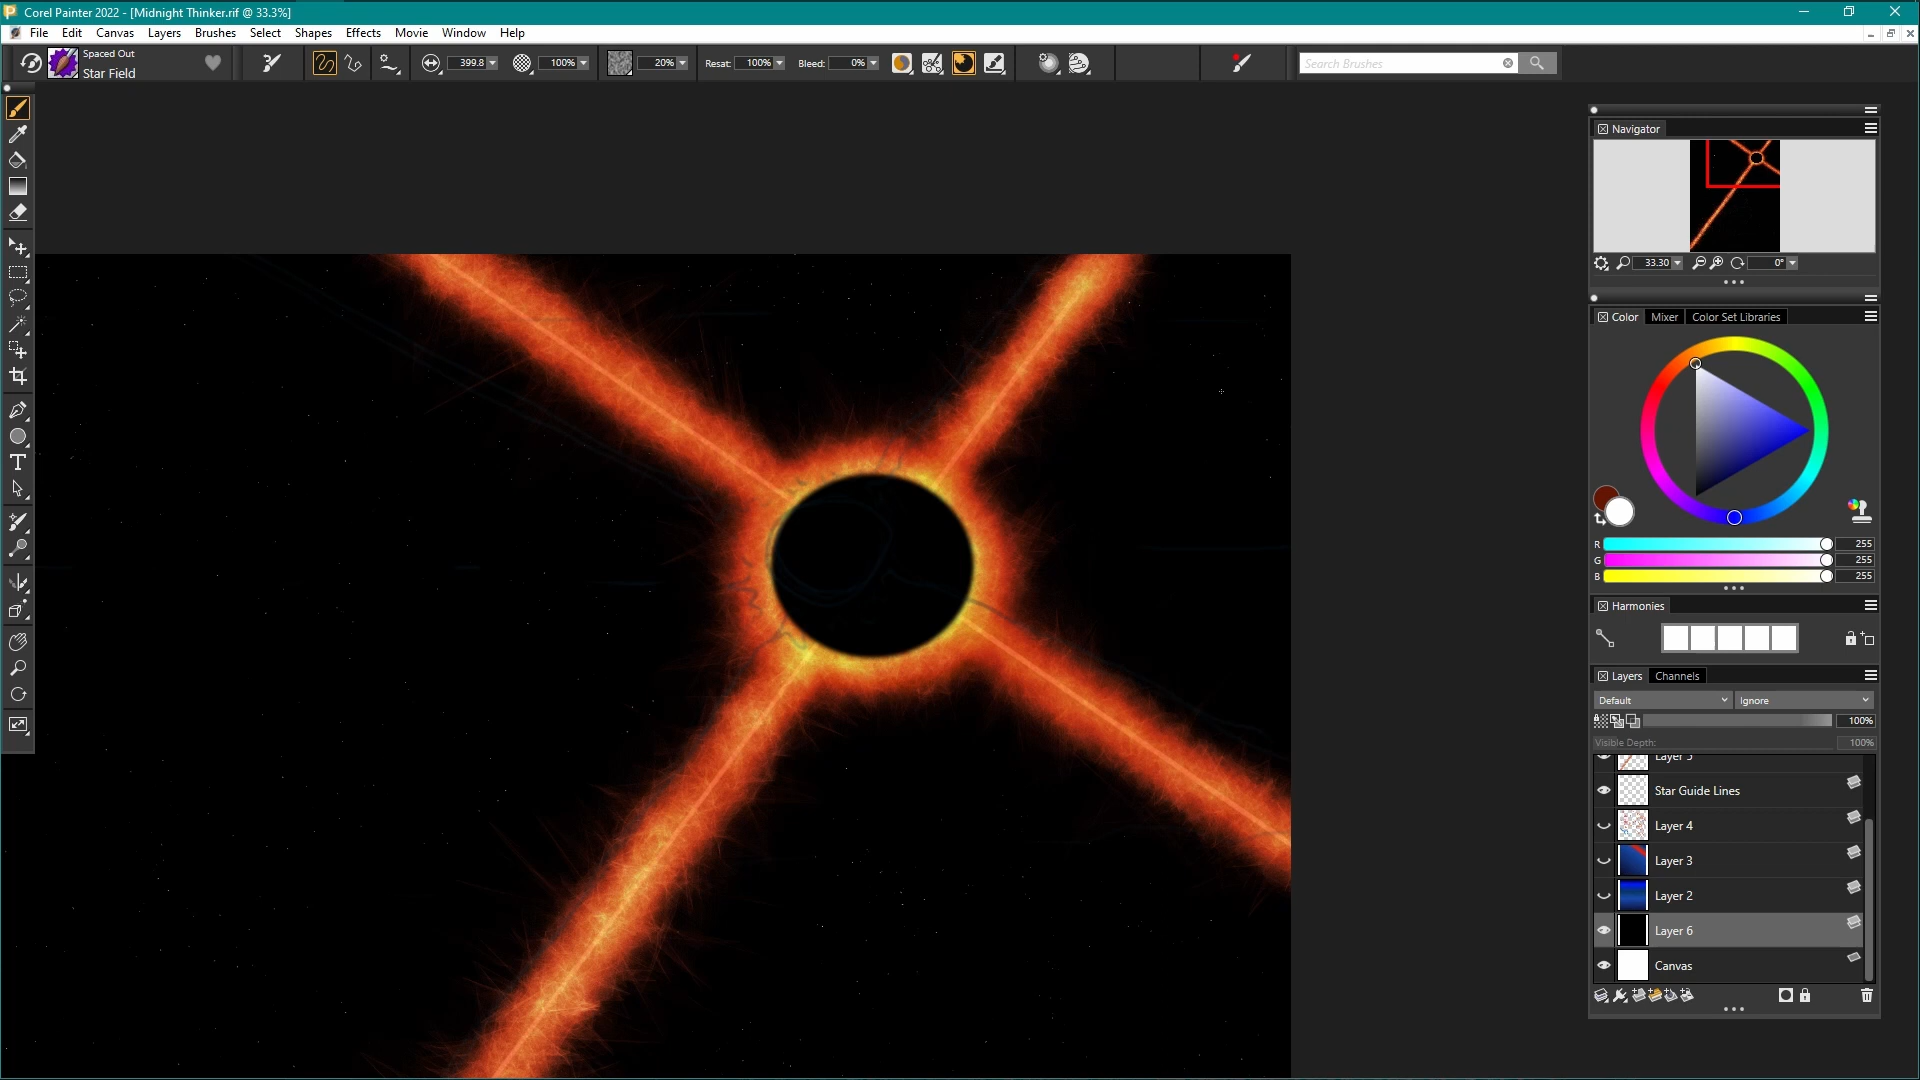 Corel Painter 2022 - [Midnight Thinker.rif @ 33.3%]
File Edit Canvas Layers Brushes Select Shapes Effects Movie Window Help
Spaced Out
Star Field
399.8
100%
20%
Resat: 100%
Bleed: 0%
Search Brushes
Navigator
33.30
0°
Color Mixer Color Set Libraries
R 255
G 255
B 255
Harmonies
Layers Channels
Default Ignore
100%
Visible Depth: 100%
Layer 5
Star Guide Lines
Layer 4
Layer 3
Layer 2
Layer 6
Canvas